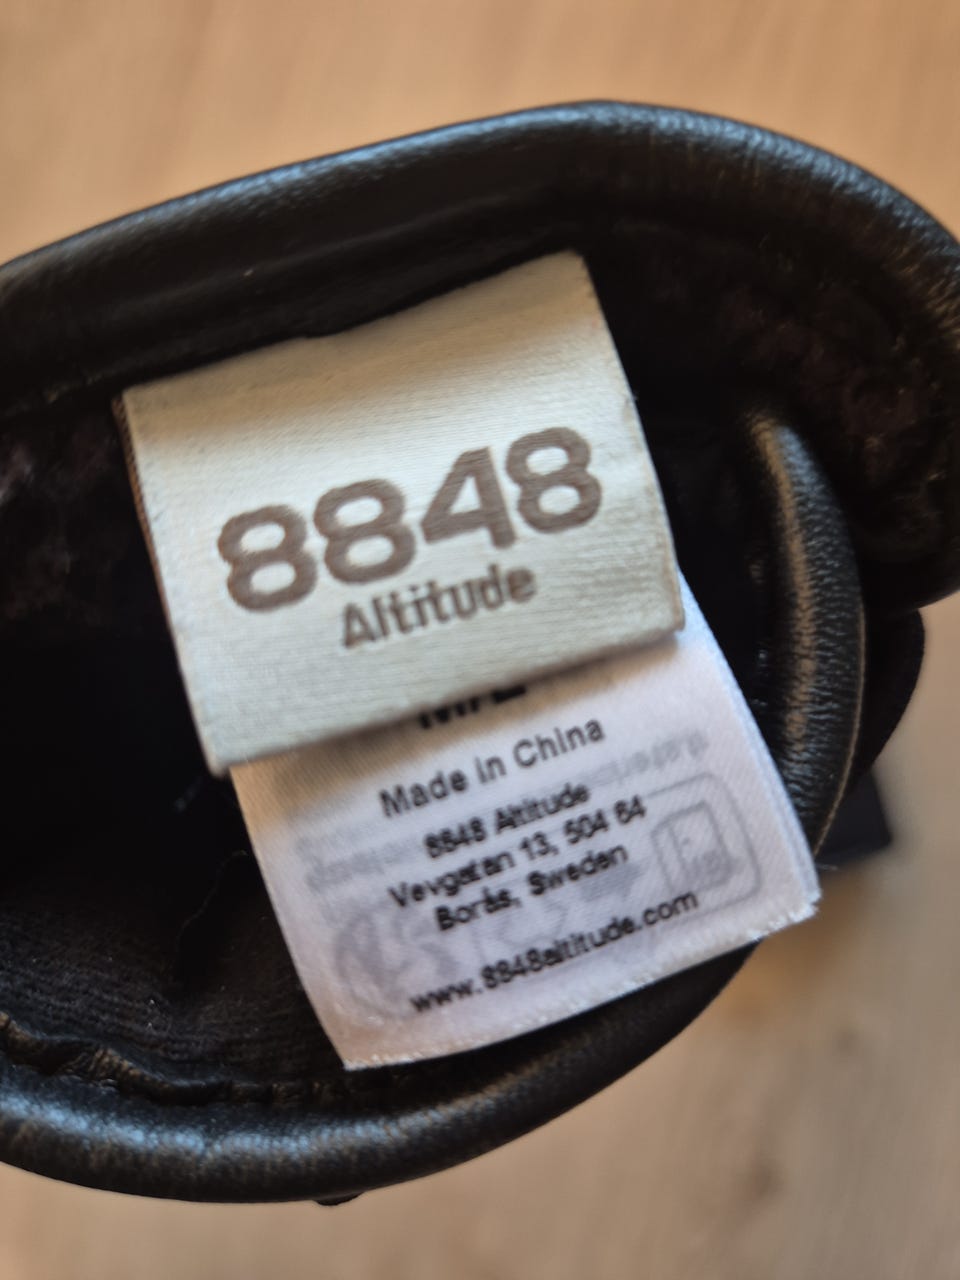 8848
Altitude
Made in China
8848 Altitude
Vevgatan 13, 504 64
Borås, Sweden
www.8848altitude.com